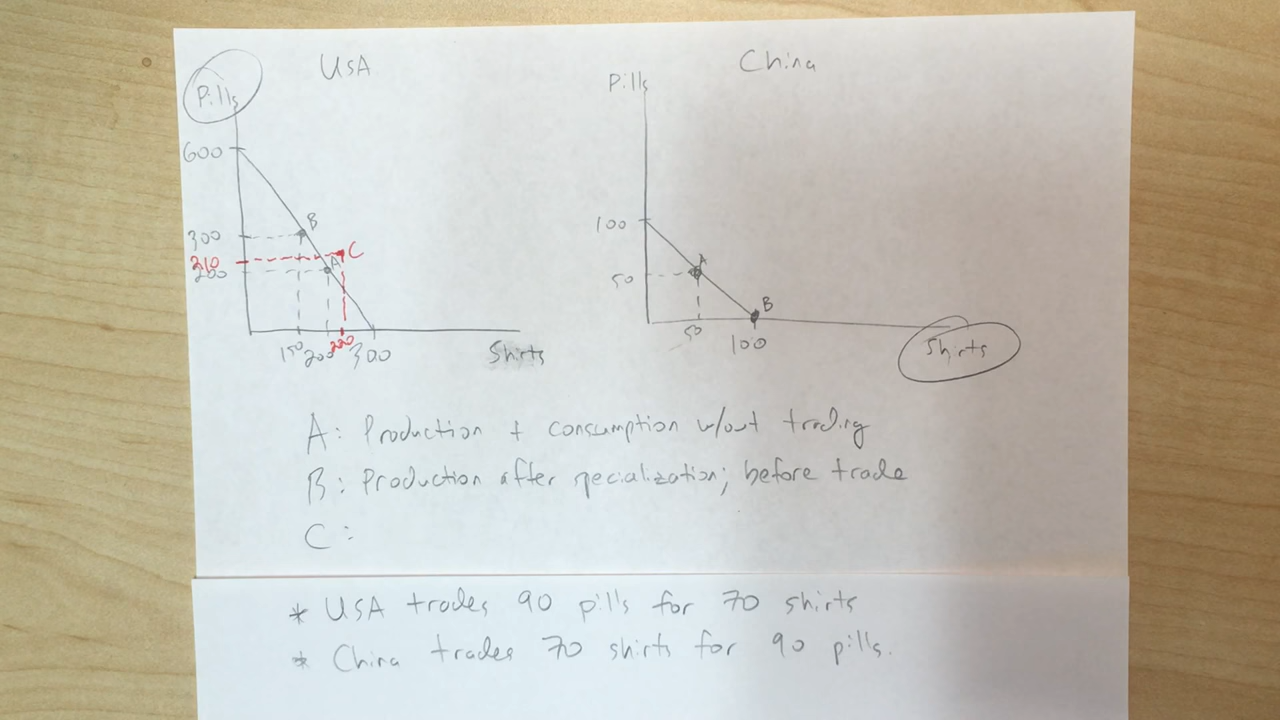 USA
China
Pills
Pills
600
300
210
200
B
C
A
150
200
220
300
Shirts
100
50
A
B
50
100
Shirts
A: Production + consumption w/out trading
B: Production after specialization; before trade
C:
* USA trades 90 pills for 70 shirts
* China trades 70 shirts for 90 pills.